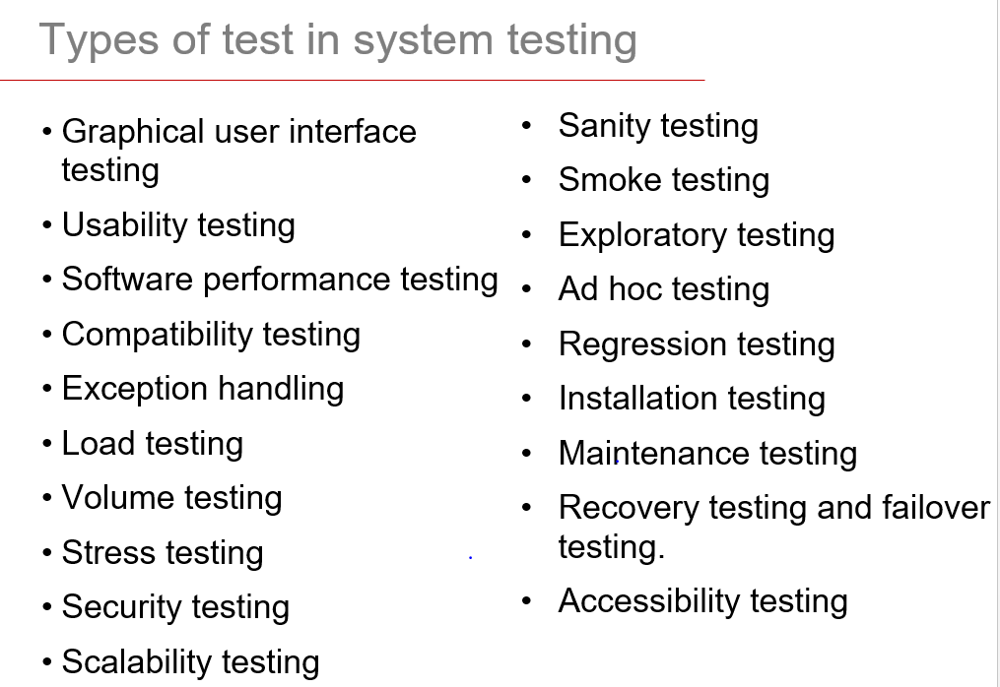 Types of test in system testing
• Graphical user interface
testing
• Usability testing
• Software performance testing
• Compatibility testing
• Exception handling
• Load testing
• Volume testing
• Stress testing
• Security testing
• Scalability testing
• Sanity testing
• Smoke testing
• Exploratory testing
• Ad hoc testing
• Regression testing
• Installation testing
• Maintenance testing
• Recovery testing and failover
testing.
• Accessibility testing